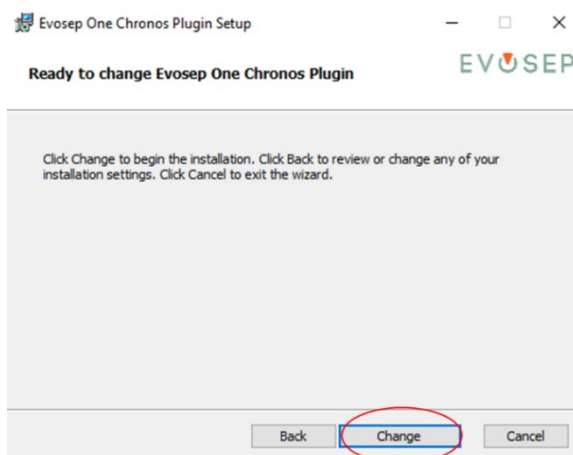 Evosep One Chronos Plugin Setup
Ready to change Evosep One Chronos Plugin
EVOSEP
Click Change to begin the installation. Click Back to review or change any of your
installation settings. Click Cancel to exit the wizard.
Back
Change
Cancel